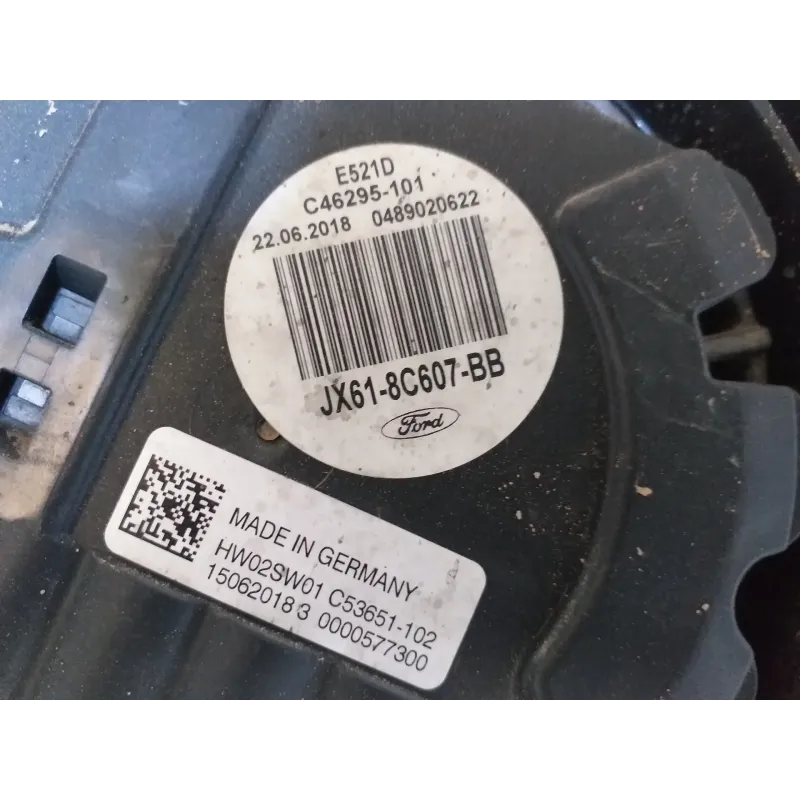 E521D
C46295-101
22.06.2018 0489020622
JX61-8C607-BB
Ford
MADE IN GERMANY
HW02SW01 C53651-102
15062018 3 0000577300